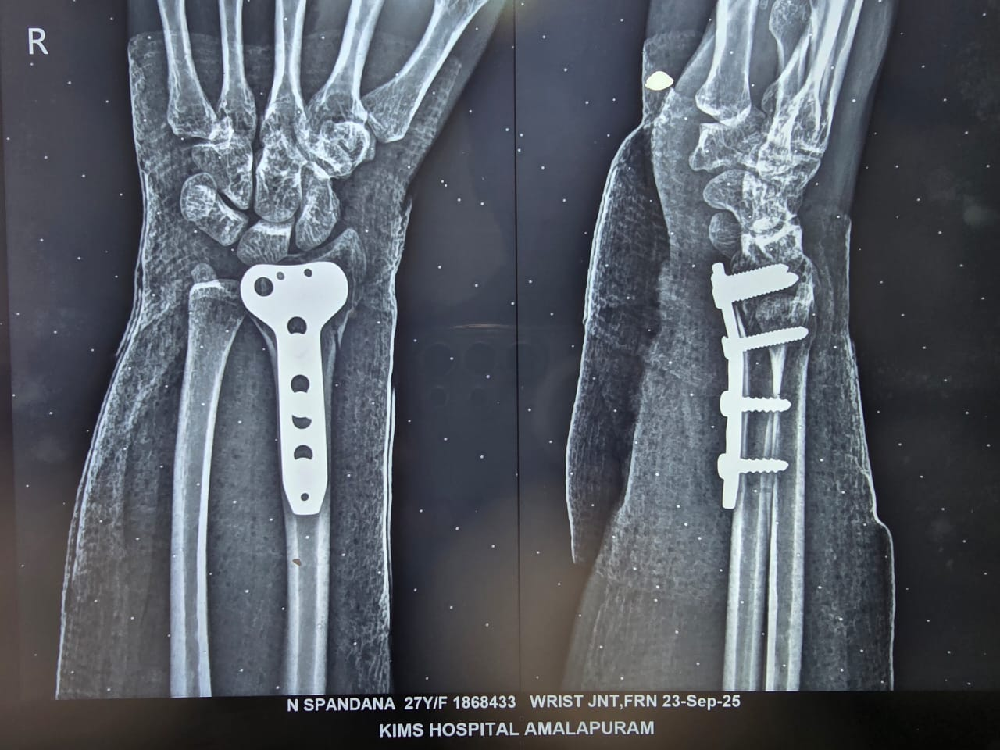 R
N SPANDANA 27Y/F 1868433 WRIST JNT,FRN 23-Sep-25
KIMS HOSPITAL AMALAPURAM